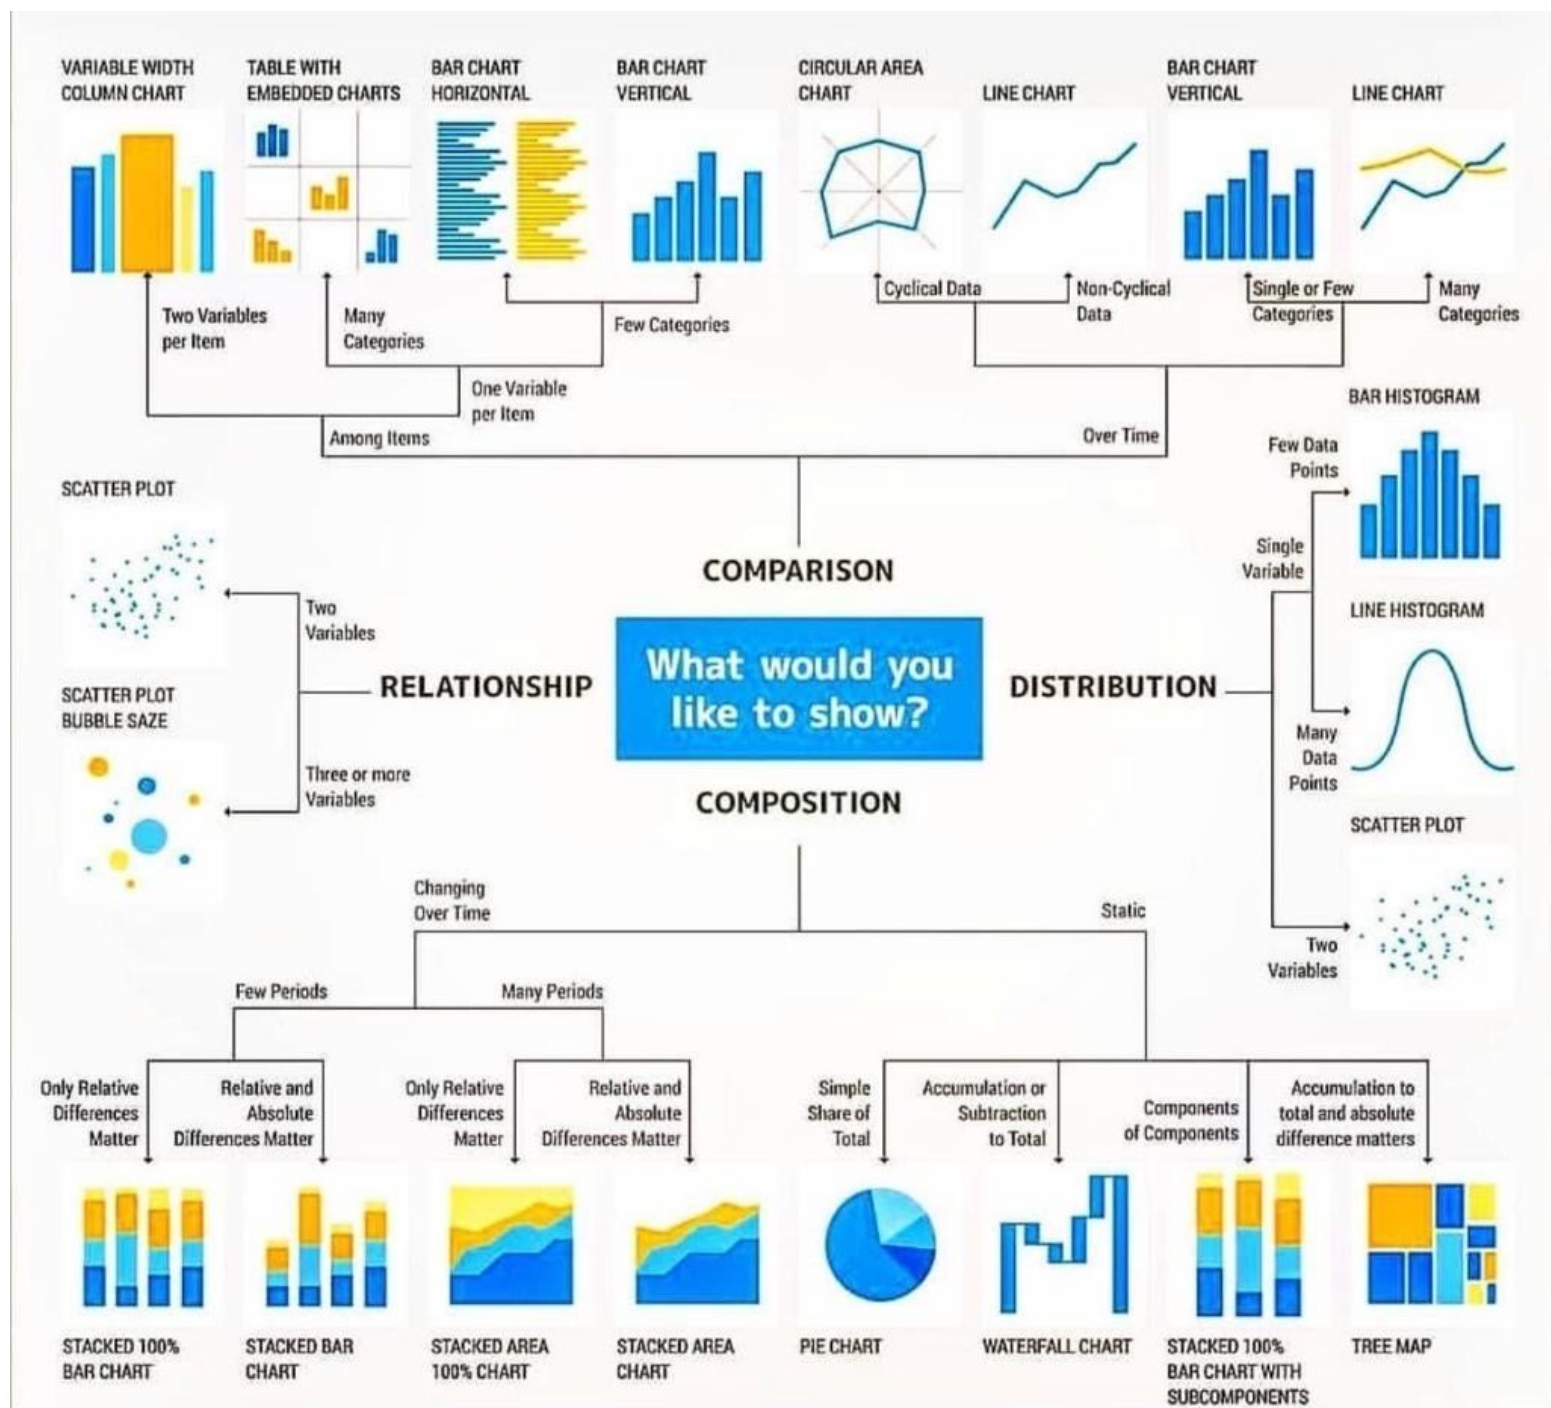 VARIABLE WIDTH
COLUMN CHART
TABLE WITH
EMBEDDED CHARTS
BAR CHART
HORIZONTAL
BAR CHART
VERTICAL
CIRCULAR AREA
CHART
LINE CHART
BAR CHART
VERTICAL
LINE CHART
Two Variables
per Item
Many
Categories
Few Categories
Cyclical Data
Non-Cyclical
Data
Single or Few
Categories
Many
Categories
One Variable
per Item
Among Items
Over Time
BAR HISTOGRAM
Few Data
Points
Single
Variable
LINE HISTOGRAM
Many
Data
Points
SCATTER PLOT
Two
Variables
SCATTER PLOT
Two
Variables
SCATTER PLOT
BUBBLE SAZE
Three or more
Variables
COMPARISON
RELATIONSHIP
What would you
like to show?
DISTRIBUTION
COMPOSITION
Changing
Over Time
Static
Few Periods
Many Periods
Only Relative
Differences
Matter
Relative and
Absolute
Differences Matter
Only Relative
Differences
Matter
Relative and
Absolute
Differences Matter
Simple
Share of
Total
Accumulation or
Subtraction
to Total
Components
of Components
Accumulation to
total and absolute
difference matters
STACKED 100%
BAR CHART
STACKED BAR
CHART
STACKED AREA
100% CHART
STACKED AREA
CHART
PIE CHART
WATERFALL CHART
STACKED 100%
BAR CHART WITH
SUBCOMPONENTS
TREE MAP